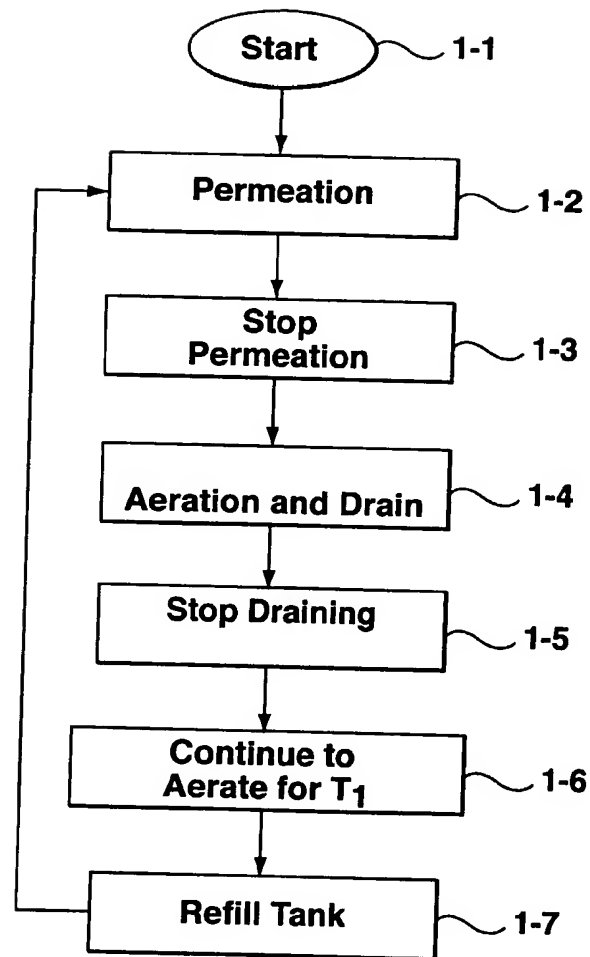 Start
1-1
Permeation
1-2
Stop
Permeation
1-3
Aeration and Drain
1-4
Stop Draining
1-5
Continue to
Aerate for T1
1-6
Refill Tank
1-7